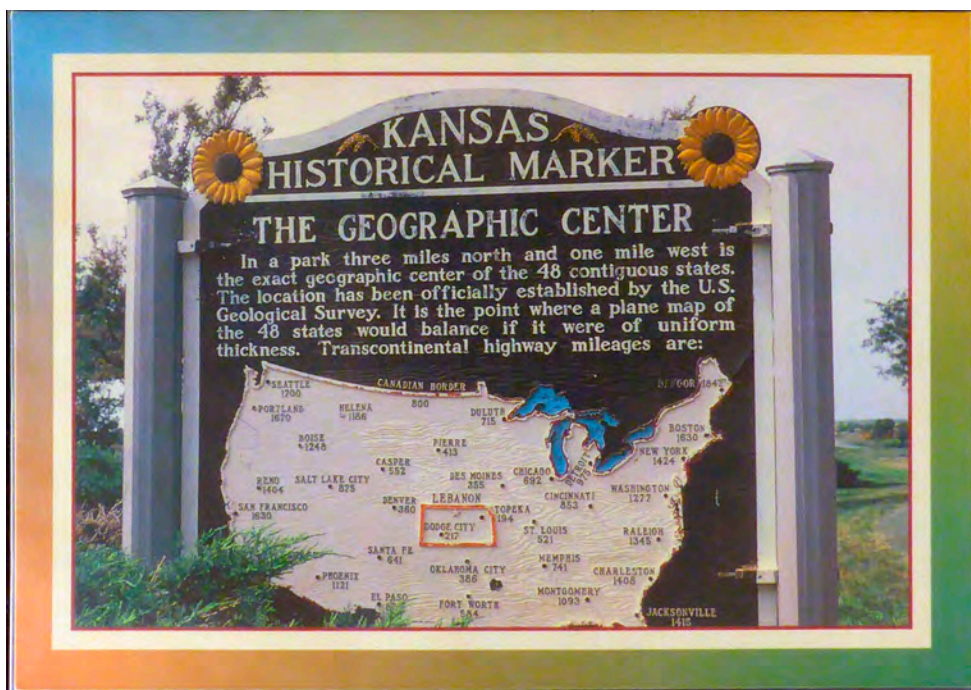 KANSAS
HISTORICAL MARKER
THE GEOGRAPHIC CENTER
In a park three miles north and one mile west is
the exact geographic center of the 48 contiguous states.
The location has been officially established by the U.S.
Geological Survey. It is the point where a plane map of
the 48 states would balance if it were of uniform
thickness. Transcontinental highway mileages are:
SEATTLE
CANADIAN BORDER
800
PORTLAND
1670
HELENA
1186
DULUTH
715
BOSTON
1630
BOISE
1248
PIERRE
413
NEW YORK
1424
CASPER
552
DETROIT
975
DES MOINES
355
CHICAGO
692
RENO
1404
SALT LAKE CITY
875
CINCINNATI
853
WASHINGTON
1277
LEBANON
DENVER
360
TOPEKA
194
SAN FRANCISCO
1630
DODGE CITY
217
ST. LOUIS
521
RALEIGH
1345
SANTA FE
641
MEMPHIS
741
OKLAHOMA CITY
386
PHOENIX
1121
CHARLESTON
1408
EL PASO
FORT WORTH
584
MONTGOMERY
1093
JACKSONVILLE
1415